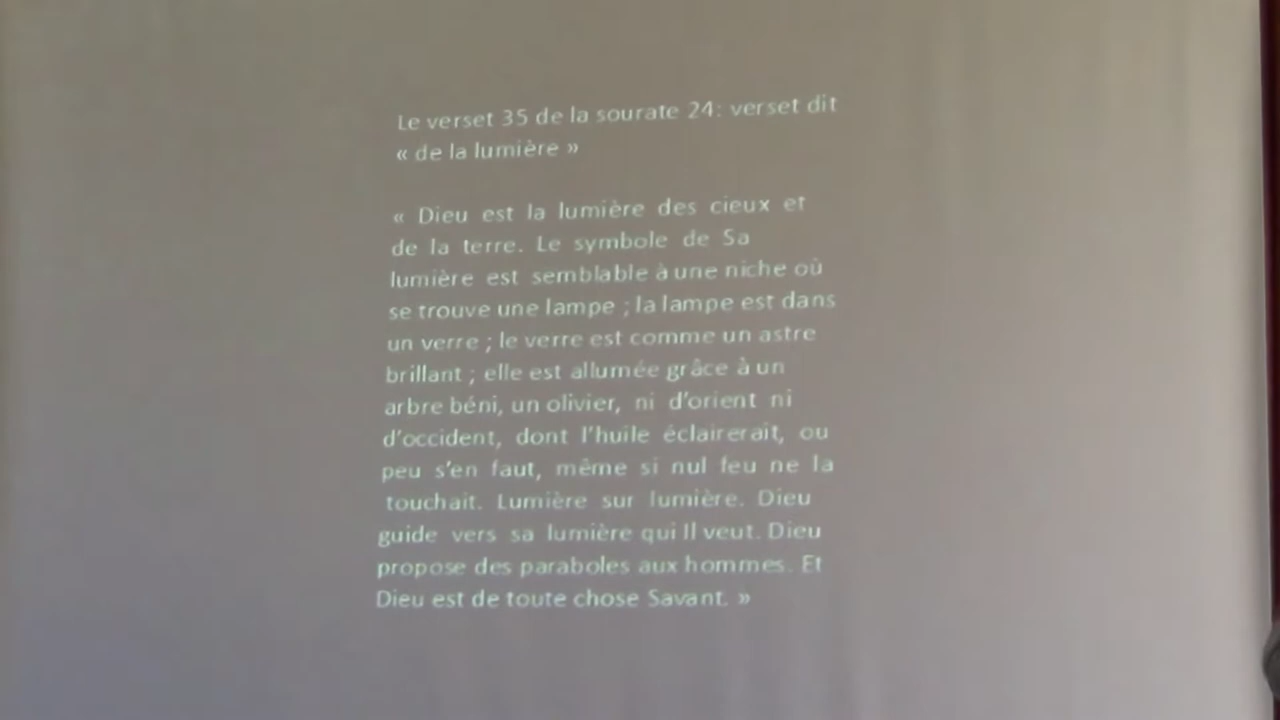 Le verset 35 de la sourate 24: verset dit
« de la lumière »
« Dieu est la lumière des cieux et
de la terre. Le symbole de Sa
lumière est semblable à une niche où
se trouve une lampe ; la lampe est dans
un verre ; le verre est comme un astre
brillant ; elle est allumée grâce à un
arbre béni, un olivier, ni d'orient ni
d'occident, dont l'huile éclairerait, ou
peu s'en faut, même si nul feu ne la
touchait. Lumière sur lumière. Dieu
guide vers sa lumière qui Il veut. Dieu
propose des paraboles aux hommes. Et
Dieu est de toute chose Savant. »